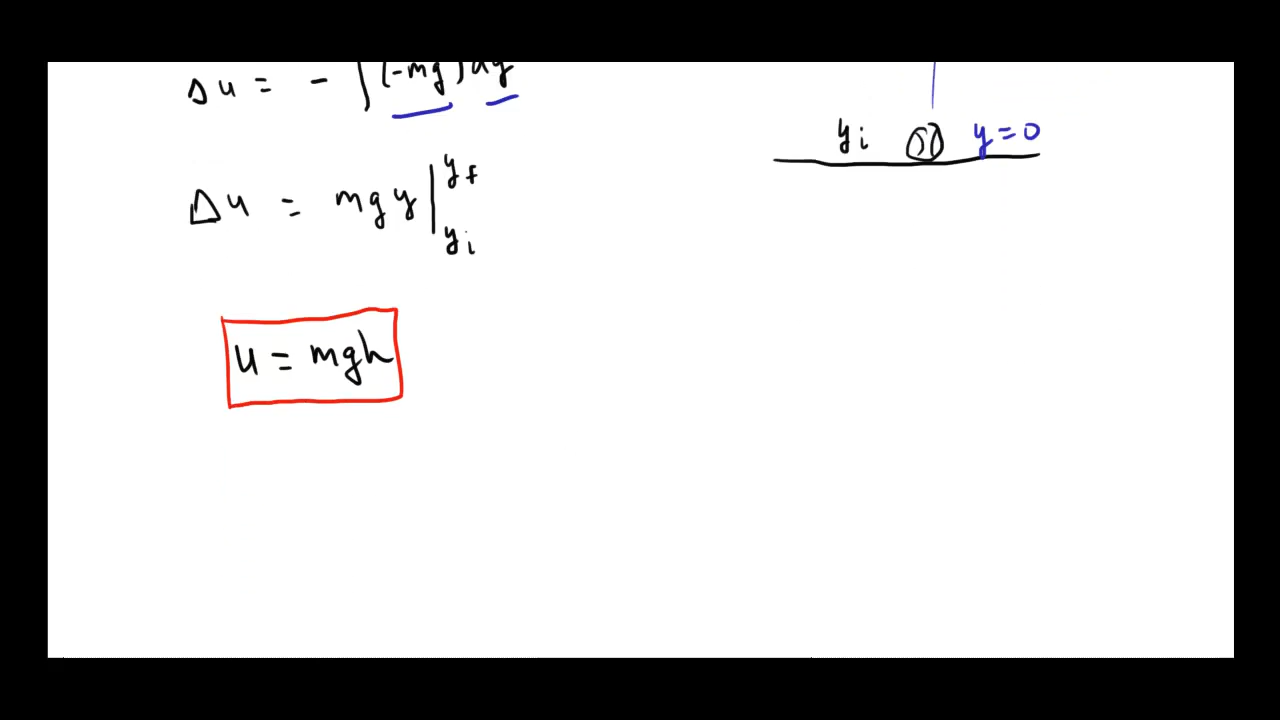 Δu = - ∫(-mg)dy
yi y=0
Δu = mgy|yf yi
u = mgh